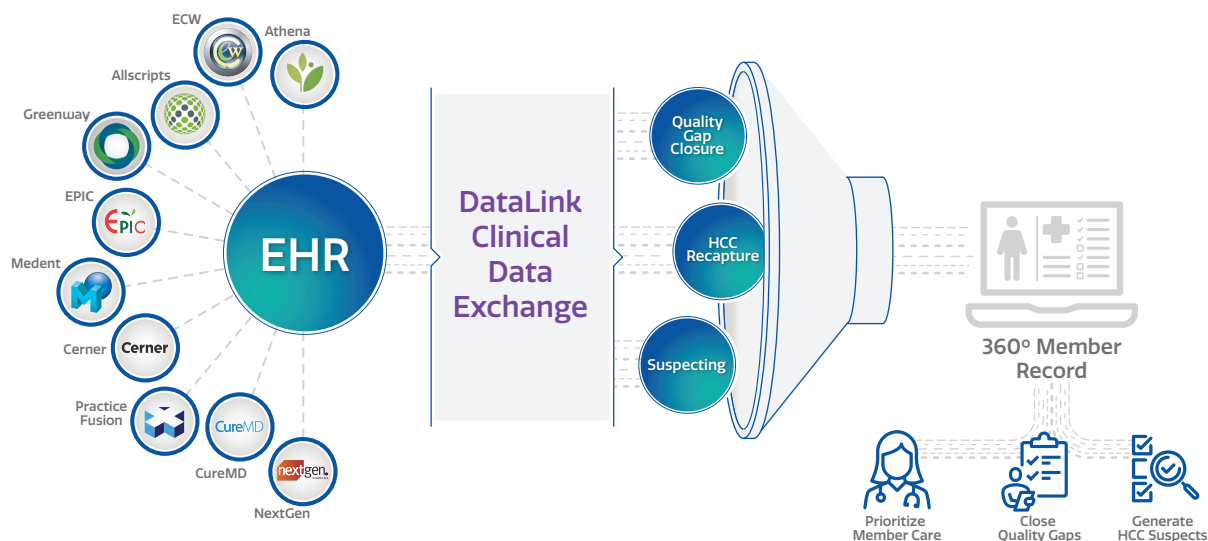 ECW
Athena
Allscripts
Greenway
EPIC
EPIC
Medent
M
Cerner
Cerner
Practice
Fusion
CureMD
CureMD
nextgen
NextGen
EHR
DataLink
Clinical
Data
Exchange
Quality
Gap
Closure
HCC
Recapture
Suspecting
360º Member
Record
Prioritize
Member Care
Close
Quality Gaps
Generate
HCC Suspects